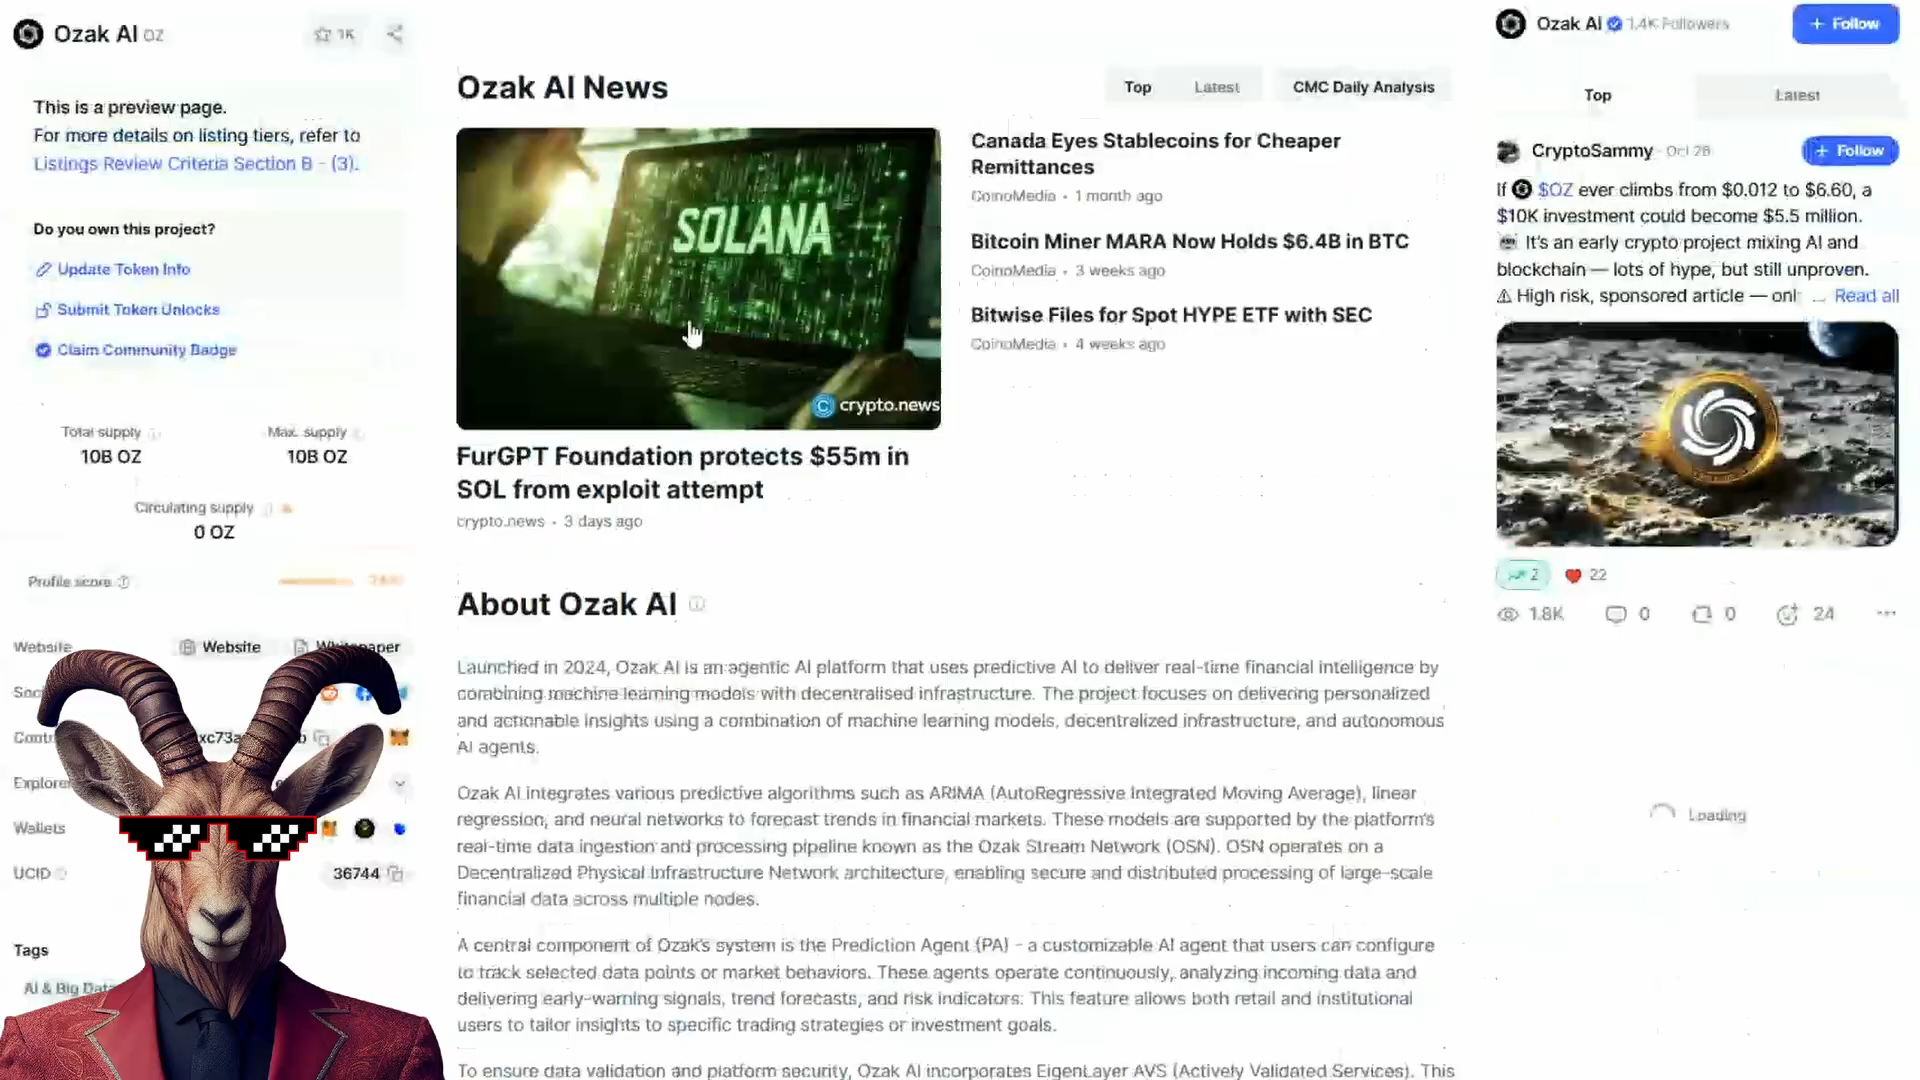 Ozak AI OZ
1K
This is a preview page.
For more details on listing tiers, refer to
Listings Review Criteria Section B - (3).
Do you own this project?
Update Token Info
Submit Token Unlocks
Claim Community Badge
Total supply
Max. supply
10B OZ
10B OZ
Circulating supply
0 OZ
Profile score
Website
Website
Wallets
UCID
36744
Tags
AI & Big Data
Ozak AI News
Top
Latest
CMC Daily Analysis
SOLANA
crypto.news
FurGPT Foundation protects $55m in
SOL from exploit attempt
crypto.news • 3 days ago
Canada Eyes Stablecoins for Cheaper
Remittances
CoinoMedia • 1 month ago
Bitcoin Miner MARA Now Holds $6.4B in BTC
CoinoMedia • 3 weeks ago
Bitwise Files for Spot HYPE ETF with SEC
CoinoMedia • 4 weeks ago
About Ozak AI
Launched in 2024, Ozak AI is an agentic AI platform that uses predictive AI to deliver real-time financial intelligence by
combining machine learning models with decentralised infrastructure. The project focuses on delivering personalized
and actionable insights using a combination of machine learning models, decentralized infrastructure, and autonomous
AI agents.
Ozak AI integrates various predictive algorithms such as ARIMA (AutoRegressive Integrated Moving Average), linear
regression, and neural networks to forecast trends in financial markets. These models are supported by the platform's
real-time data ingestion and processing pipeline known as the Ozak Stream Network (OSN). OSN operates on a
Decentralized Physical Infrastructure Network architecture, enabling secure and distributed processing of large-scale
financial data across multiple nodes.
A central component of Ozak's system is the Prediction Agent (PA) - a customizable AI agent that users can configure
to track selected data points or market behaviors. These agents operate continuously, analyzing incoming data and
delivering early-warning signals, trend forecasts, and risk indicators. This feature allows both retail and institutional
users to tailor insights to specific trading strategies or investment goals.
To ensure data validation and platform security, Ozak AI incorporates EigenLayer AVS (Actively Validated Services). This
Ozak AI 1.4K Followers
+ Follow
Top
Latest
CryptoSammy · Oct 28
+ Follow
If $OZ ever climbs from $0.012 to $6.60, a
$10K investment could become $5.5 million.
It's an early crypto project mixing AI and
blockchain — lots of hype, but still unproven.
⚠ High risk, sponsored article — onl ... Read all
2
22
1.8K
0
0
24
Loading